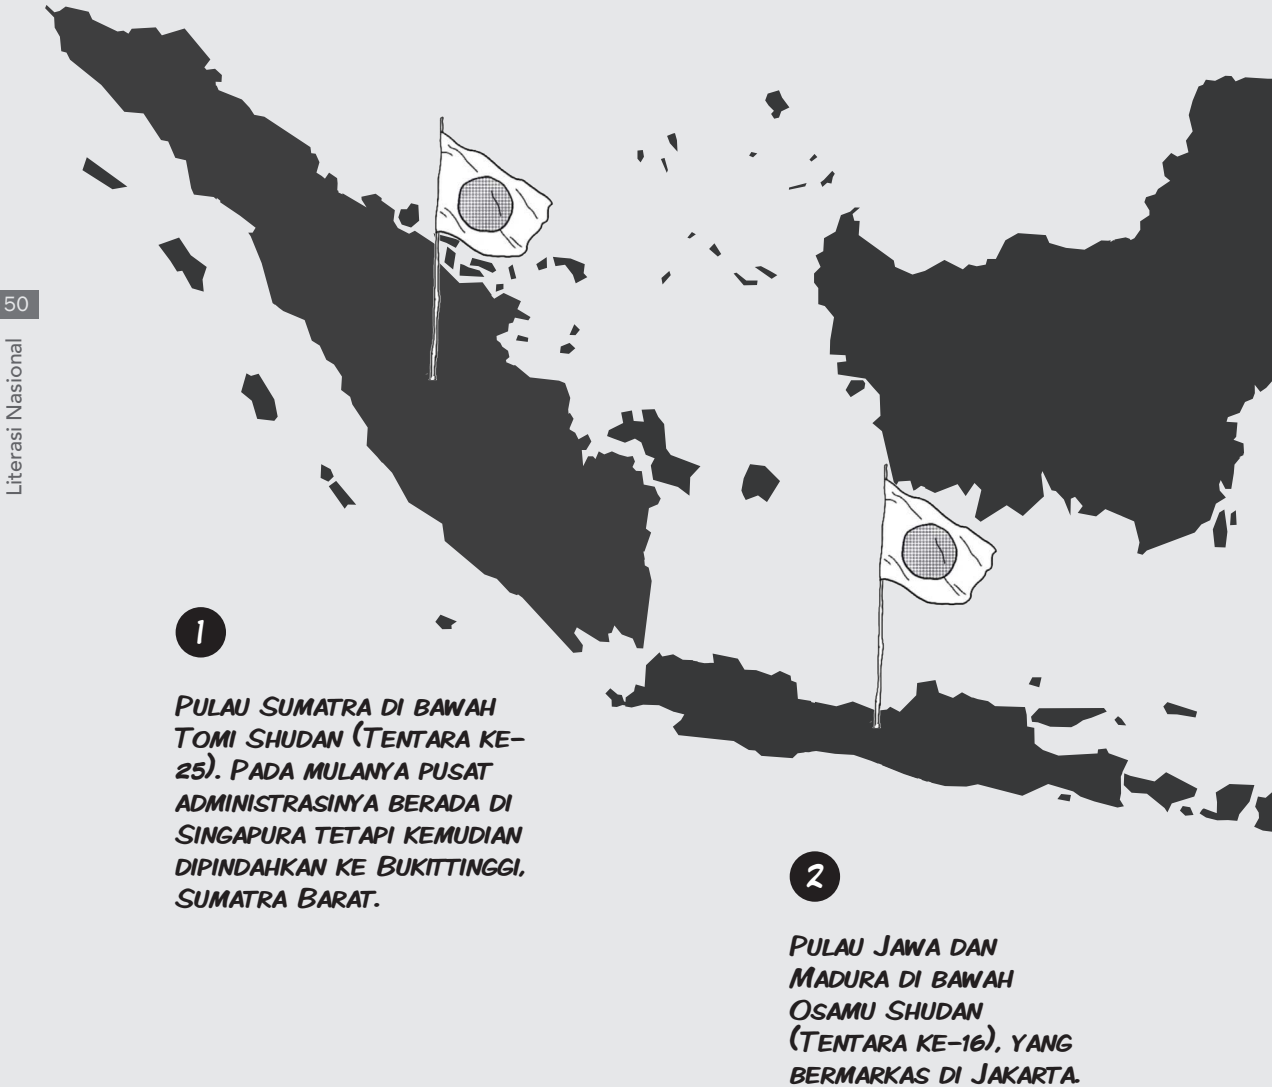 50
Literasi Nasional
1
Pulau Sumatra di bawah
Tomi Shudan (Tentara ke-
25). Pada mulanya pusat
administrasinya berada di
Singapura tetapi kemudian
dipindahkan ke Bukittinggi,
Sumatra Barat.
2
Pulau Jawa dan
Madura di bawah
Osamu Shudan
(Tentara ke-16), yang
bermarkas di Jakarta.